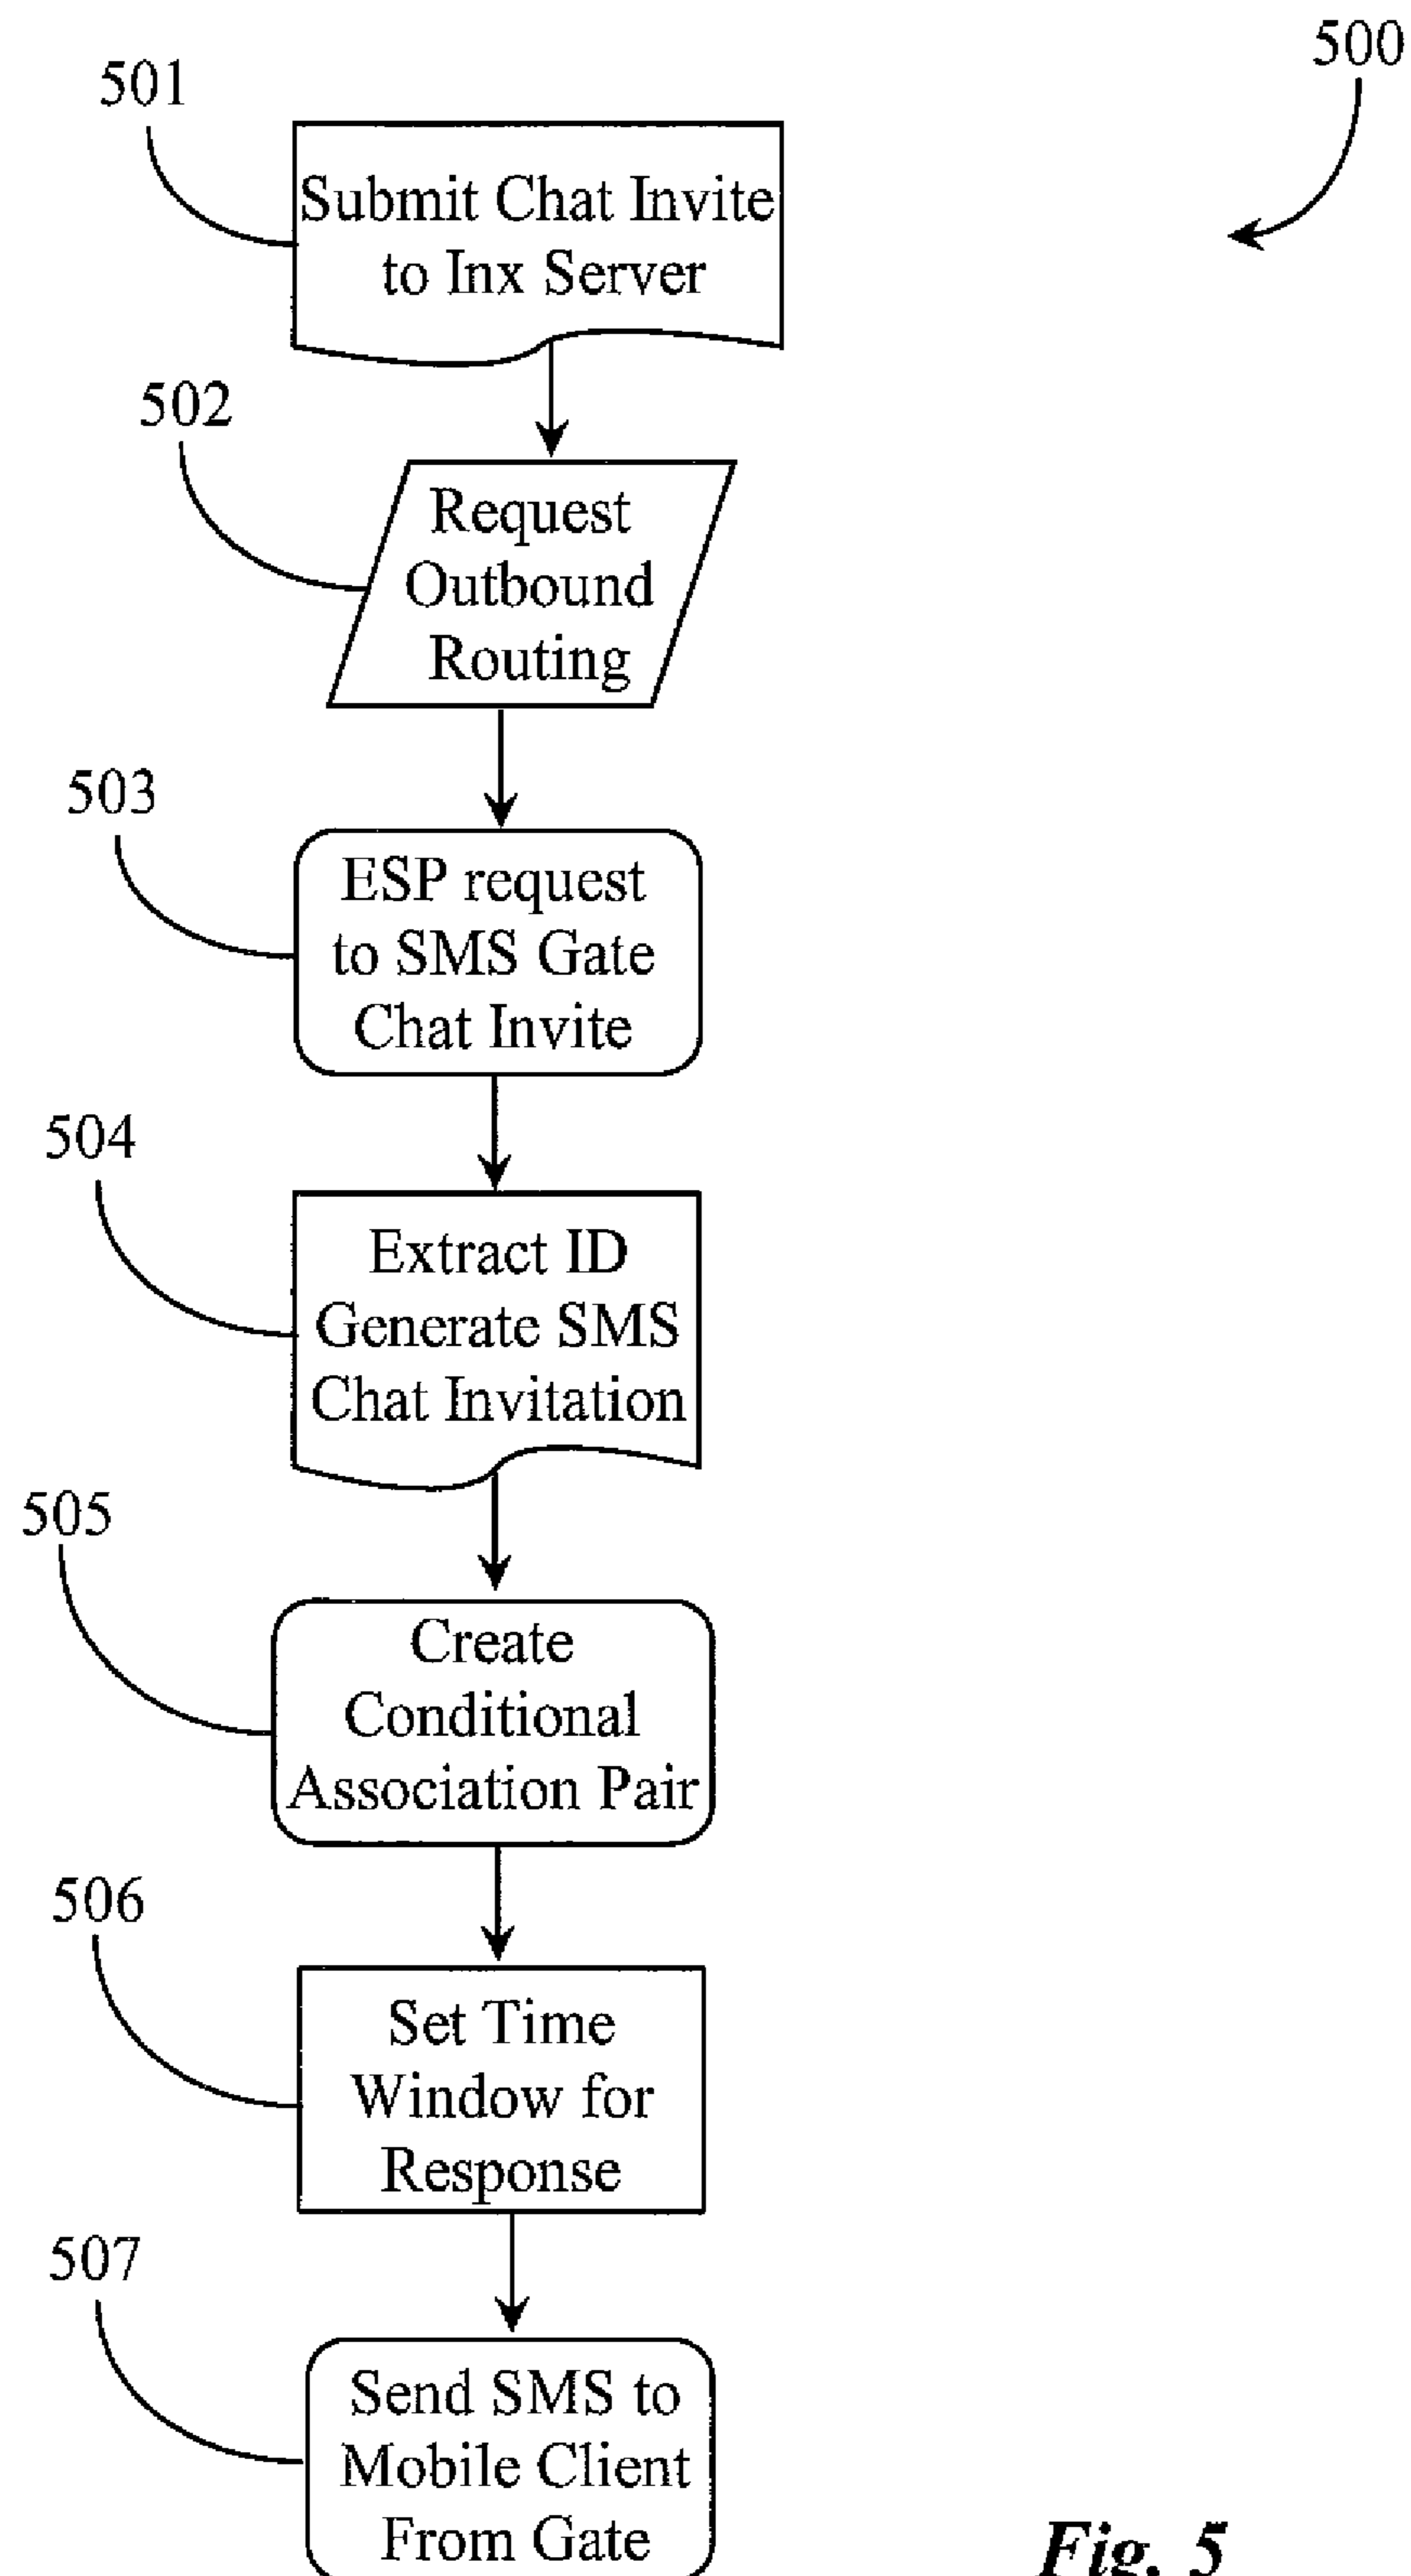 500
501
Submit Chat Invite
to Inx Server
502
Request
Outbound
Routing
503
ESP request
to SMS Gate
Chat Invite
504
Extract ID
Generate SMS
Chat Invitation
505
Create
Conditional
Association Pair
506
Set Time
Window for
Response
507
Send SMS to
Mobile Client
From Gate
Fig. 5